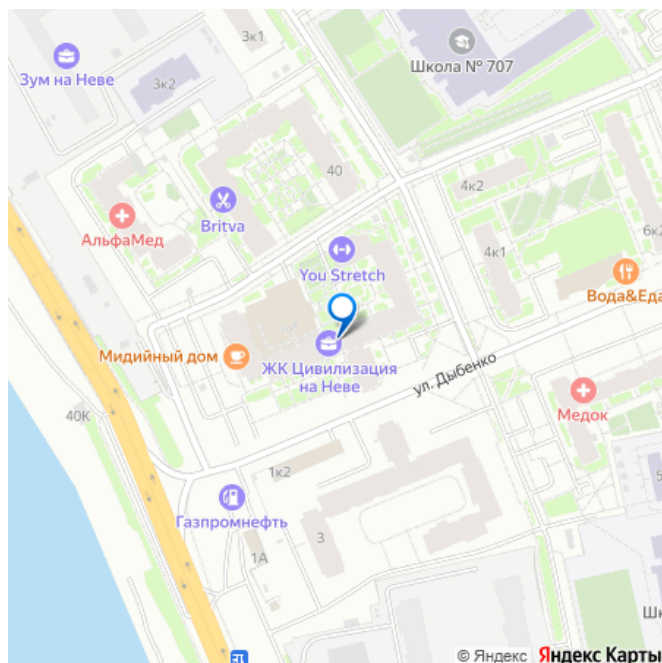 3к1
Школа № 707
Зум на Неве
3к2
40
4к2
Britva
АльфаМед
6к2
You Stretch
4к1
Вода&Еда
Мидийный дом
ЖК Цивилизация
на Неве
ул. Дыбенко
40К
Медок
1к2
Газпромнефть
3
1А
© Яндекс Яндекс Карты